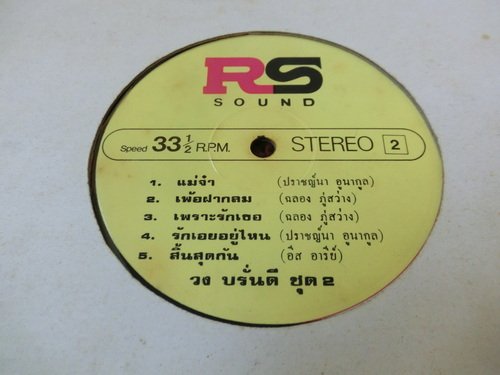 RS
SOUND
Speed 33 1/2 R.P.M. STEREO 2
1. แม่จ๋า (ปราชญ์นา อูนากูล)
2. เพ้อฝากลม (ฉลอง ภู่สว่าง)
3. เพราะรักเธอ (ฉลอง ภู่สว่าง)
4. รักเอยอยู่ไหน (ปราชญ์นา อูนากูล)
5. สิ้นสุดกัน (อีส อารีย์)
วง บรั่นดี ชุด 2